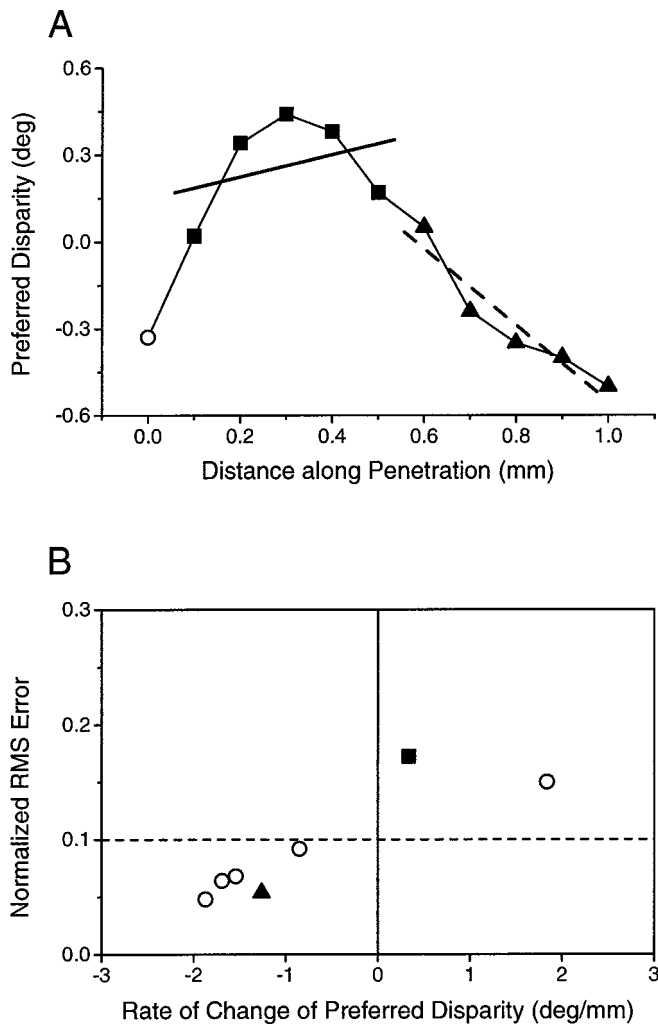 A
Preferred Disparity (deg)
0.6
0.3
0.0
-0.3
-0.6
0.0 0.2 0.4 0.6 0.8 1.0
Distance along Penetration (mm)
B
Normalized RMS Error
0.3
0.2
0.1
0.0
-3 -2 -1 0 1 2 3
Rate of Change of Preferred Disparity (deg/mm)